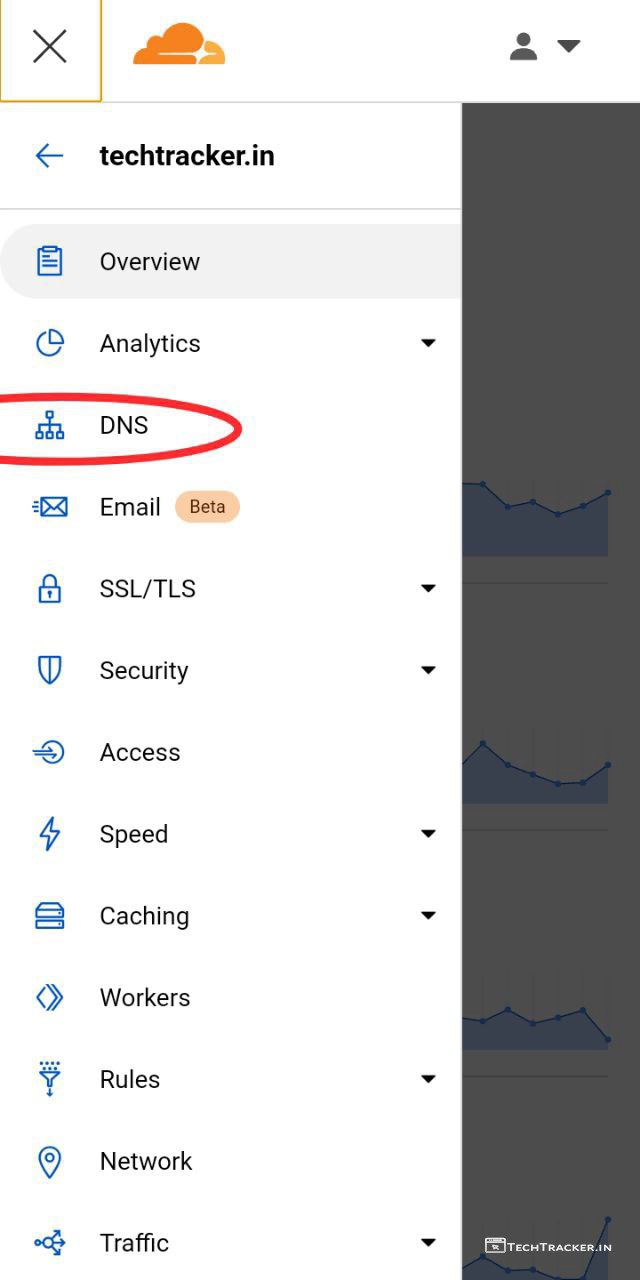 techtracker.in
Overview
Analytics
DNS
Email Beta
SSL/TLS
Security
Access
Speed
Caching
Workers
Rules
Network
Traffic
TECHTRACKER.IN